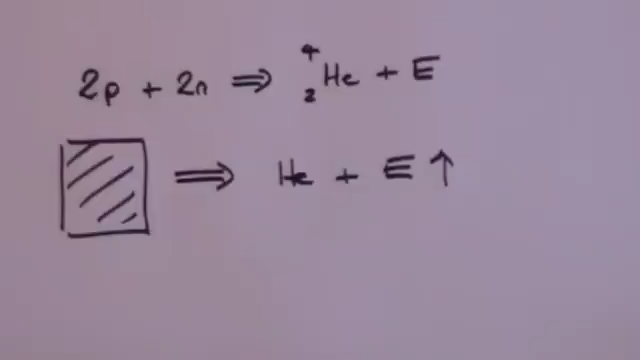 2p + 2n ⇒ ⁴₂He + E
⇒ He + E ↑